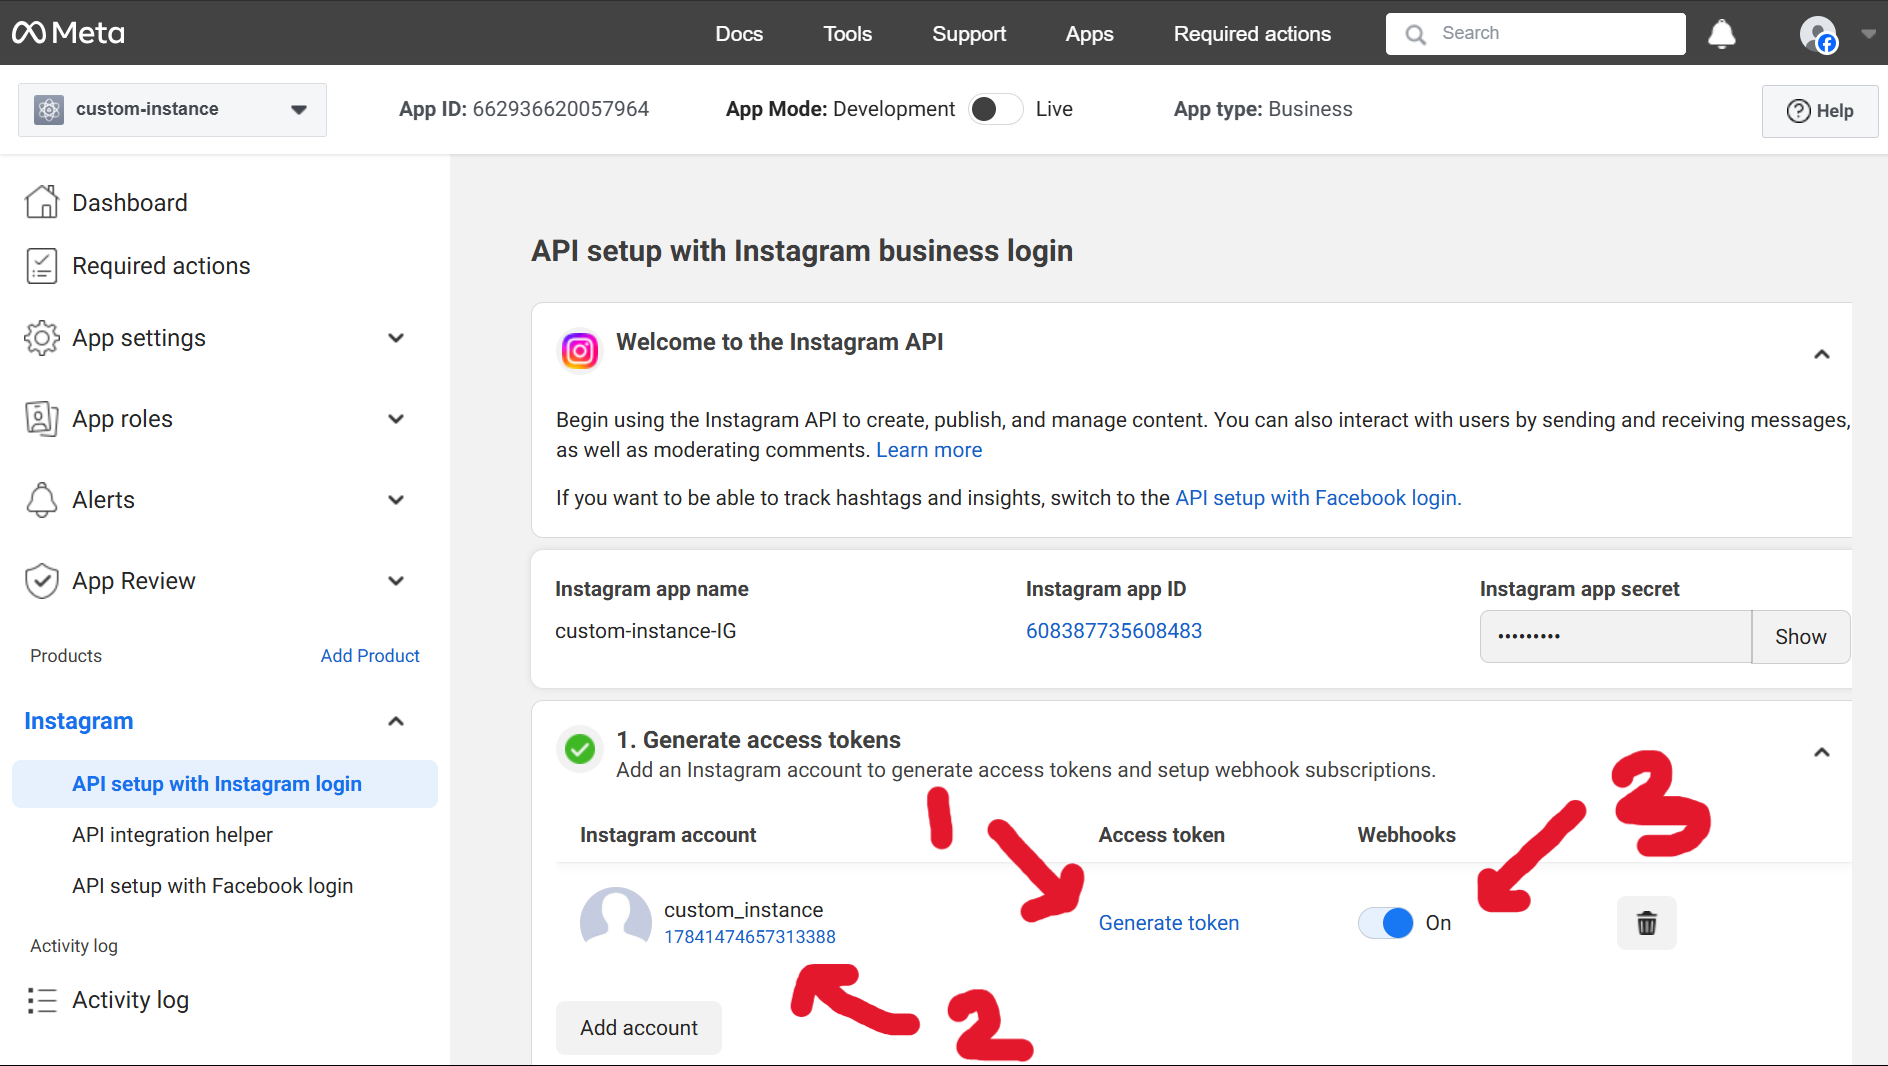 Meta
Docs Tools Support Apps Required actions Search
custom-instance
App ID: 662936620057964
App Mode: Development Live
App type: Business
Help
Dashboard
Required actions
App settings
App roles
Alerts
App Review
Products Add Product
Instagram
API setup with Instagram login
API integration helper
API setup with Facebook login
Activity log
Activity log
API setup with Instagram business login
Welcome to the Instagram API
Begin using the Instagram API to create, publish, and manage content. You can also interact with users by sending and receiving messages,
as well as moderating comments. Learn more
If you want to be able to track hashtags and insights, switch to the API setup with Facebook login.
Instagram app name Instagram app ID Instagram app secret
custom-instance-IG 608387735608483 ••••••••• Show
1. Generate access tokens
Add an Instagram account to generate access tokens and setup webhook subscriptions.
1 3
Instagram account Access token Webhooks
custom_instance
17841474657313388
Generate token On
2
Add account